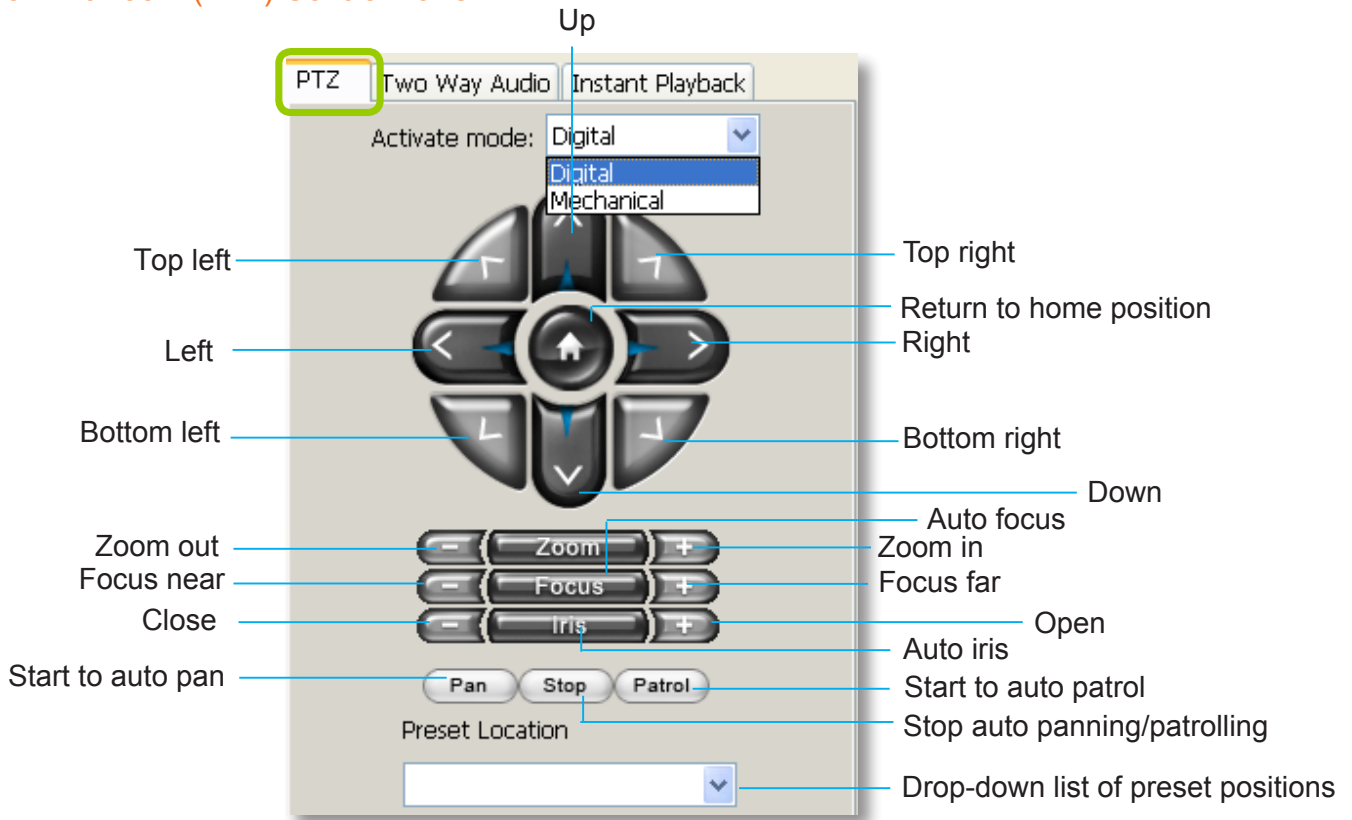 Up
PTZ Two Way Audio Instant Playback
Activate mode: Digital
Digital
Mechanical
Top left
Top right
Return to home position
Left
Right
Bottom left
Bottom right
Down
Auto focus
Zoom out
- Zoom +
Zoom in
Focus near
- Focus +
Focus far
Close
- Iris +
Open
Auto iris
Start to auto pan
Pan Stop Patrol
Start to auto patrol
Stop auto panning/patrolling
Preset Location
Drop-down list of preset positions